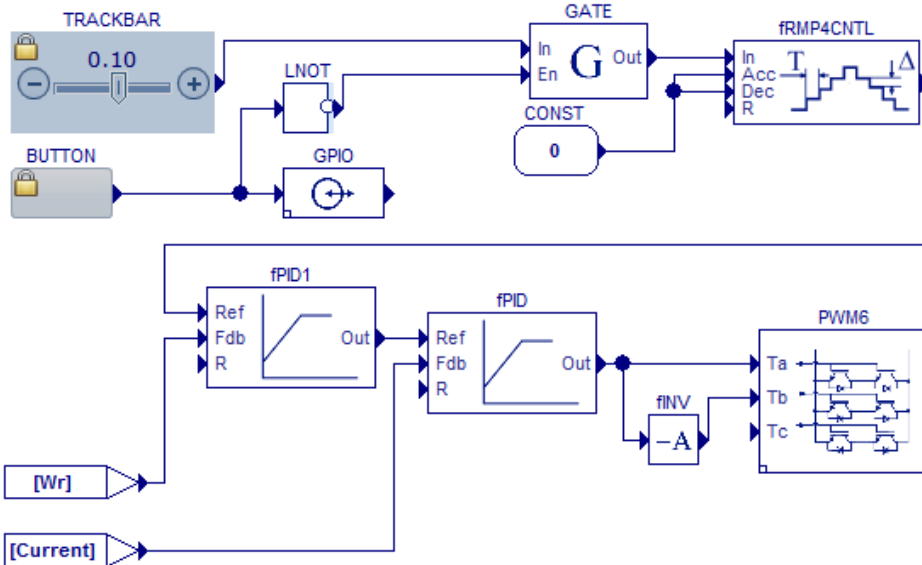 TRACKBAR
0.10
GATE
In
En
G
Out
fRMP4CNTL
In
Acc
Dec
R
T
Δ
LNOT
CONST
0
BUTTON
GPIO
fPID1
Ref
Fdb
R
Out
fPID
Ref
Fdb
R
Out
PWM6
Ta
Tb
Tc
fINV
-A
[Wr]
[Current]